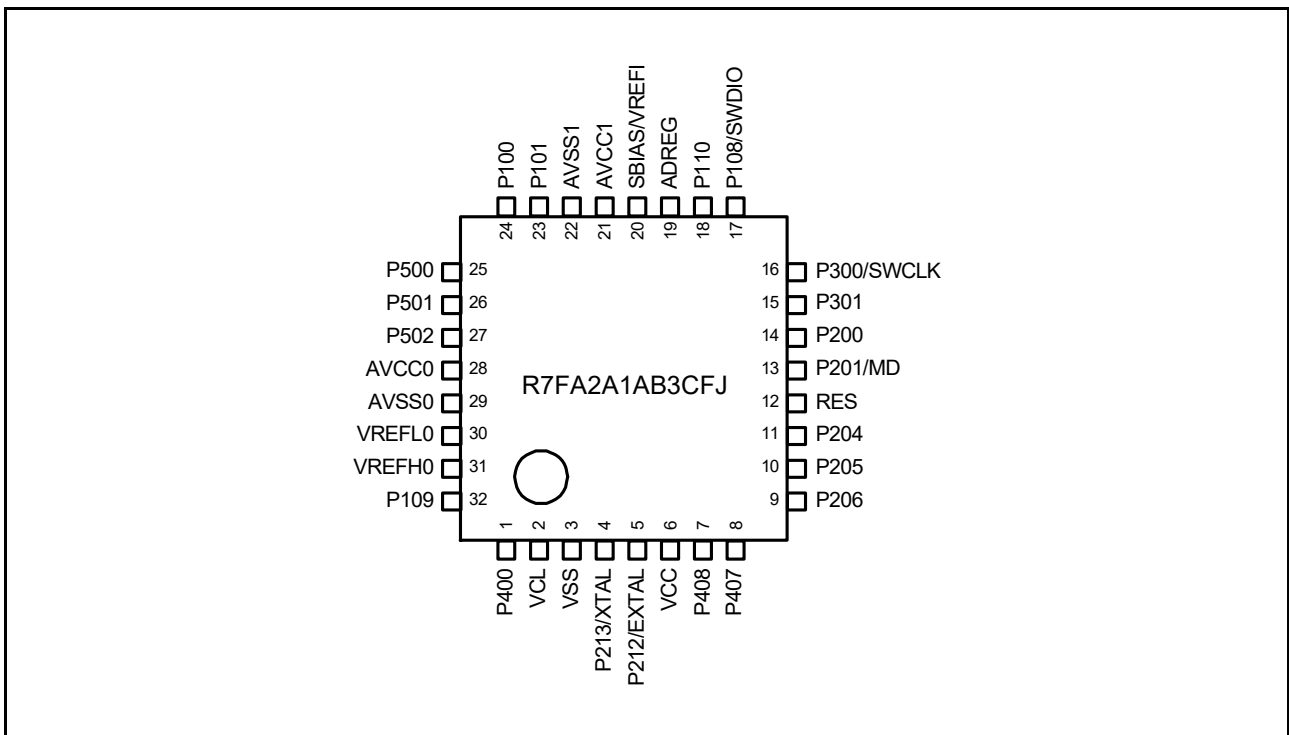 P100
P101
AVSS1
AVCC1
SBIAS/VREFI
ADREG
P110
P108/SWDIO
24
23
22
21
20
19
18
17
P500 25
P501 26
P502 27
AVCC0 28
AVSS0 29
VREFL0 30
VREFH0 31
P109 32
R7FA2A1AB3CFJ
16 P300/SWCLK
15 P301
14 P200
13 P201/MD
12 RES
11 P204
10 P205
9 P206
1
2
3
4
5
6
7
8
P400
VCL
VSS
P213/XTAL
P212/EXTAL
VCC
P408
P407